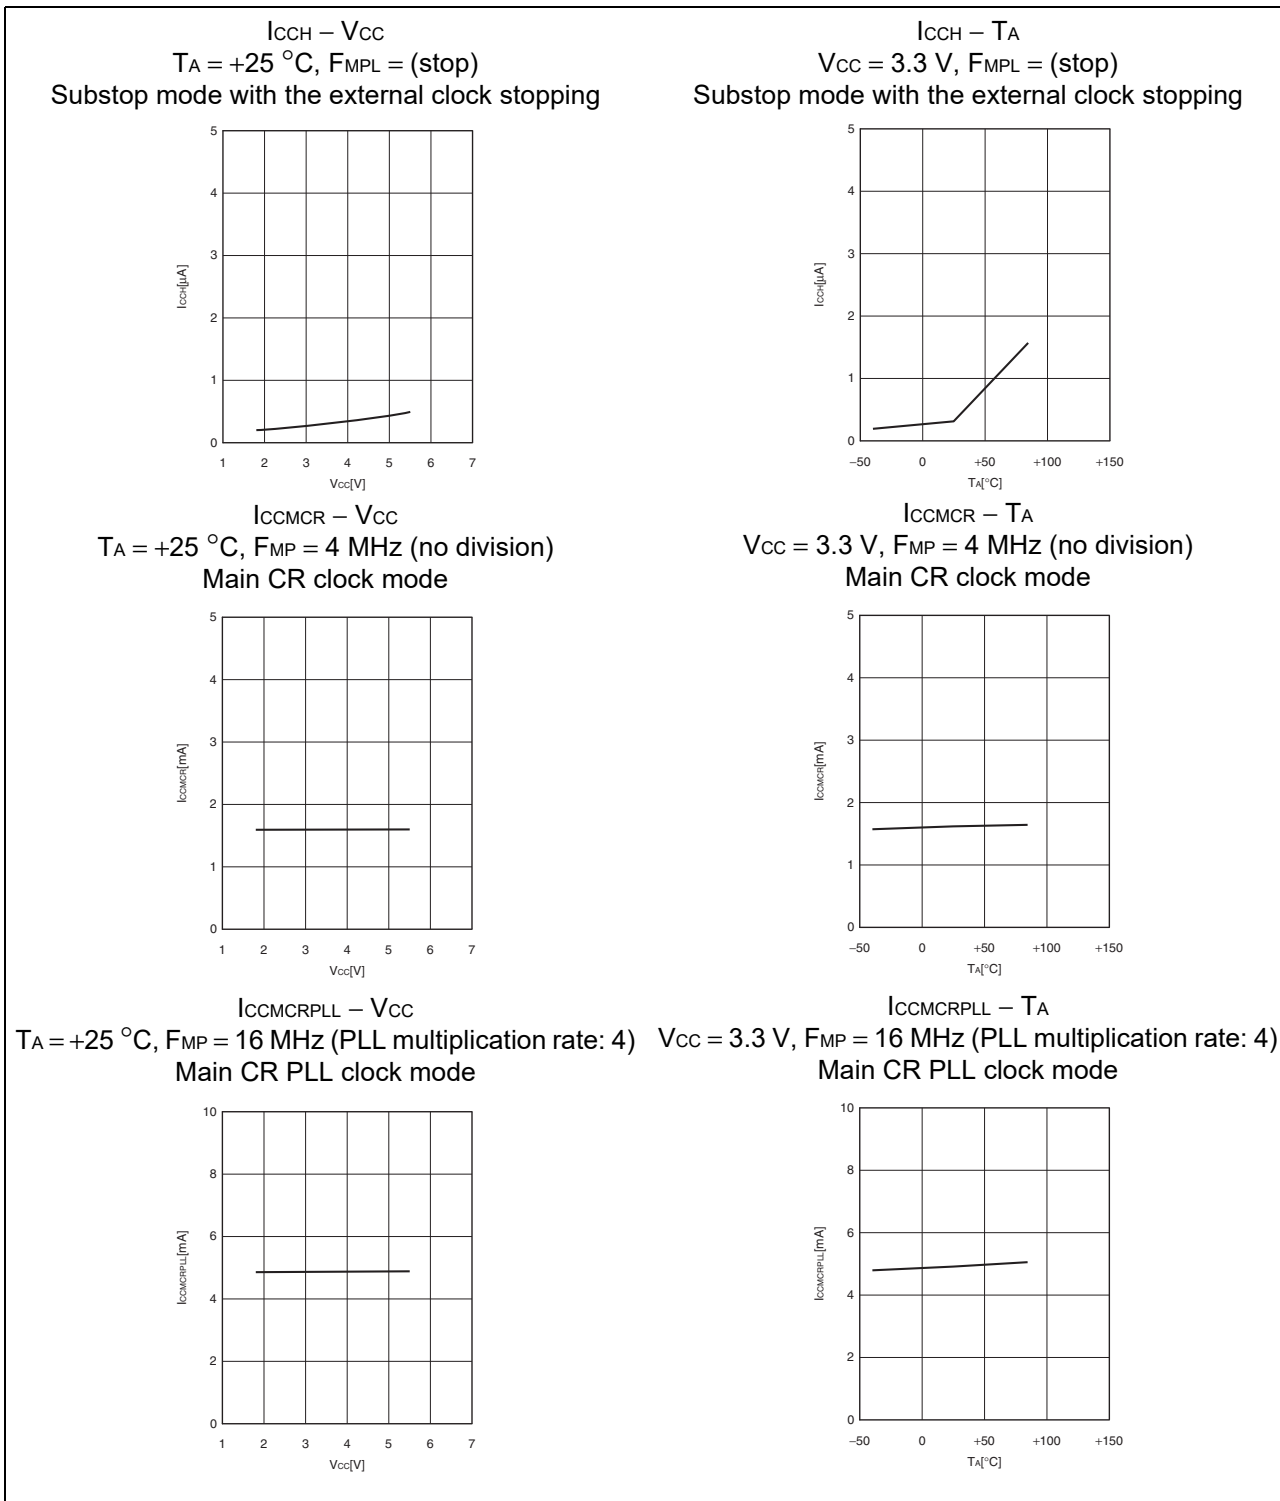 ICCH − VCC
TA = +25 °C, FMPL = (stop)
Substop mode with the external clock stopping
5
4
3
2
1
0
ICCH[μA]
1 2 3 4 5 6 7
VCC[V]
ICCH − TA
VCC = 3.3 V, FMPL = (stop)
Substop mode with the external clock stopping
5
4
3
2
1
0
ICCH[μA]
−50 0 +50 +100 +150
TA[°C]
ICCMCR − VCC
TA = +25 °C, FMP = 4 MHz (no division)
Main CR clock mode
5
4
3
2
1
0
ICCMCR[mA]
1 2 3 4 5 6 7
VCC[V]
ICCMCR − TA
VCC = 3.3 V, FMP = 4 MHz (no division)
Main CR clock mode
5
4
3
2
1
0
ICCMCR[mA]
−50 0 +50 +100 +150
TA[°C]
ICCMCRPLL − VCC
TA = +25 °C, FMP = 16 MHz (PLL multiplication rate: 4)
Main CR PLL clock mode
10
8
6
4
2
0
ICCMCRPLL[mA]
1 2 3 4 5 6 7
VCC[V]
ICCMCRPLL − TA
VCC = 3.3 V, FMP = 16 MHz (PLL multiplication rate: 4)
Main CR PLL clock mode
10
8
6
4
2
0
ICCMCRPLL[mA]
−50 0 +50 +100 +150
TA[°C]